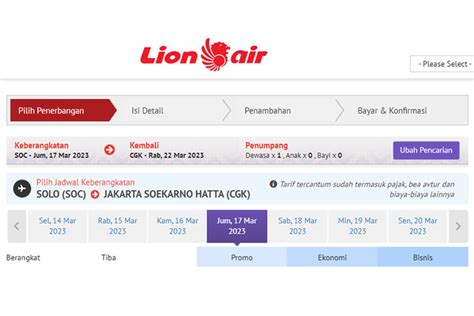 Lion air
- Please Select -
Pilih Penerbangan
Isi Detail
Penambahan
Bayar & Konfirmasi
Keberangkatan
SOC - Jum, 17 Mar 2023
Kembali
CGK - Rab, 22 Mar 2023
Penumpang
Dewasa x 1 , Anak x 0 , Bayi x 0
Ubah Pencarian
Pilih Jadwal Keberangkatan
SOLO (SOC) JAKARTA SOEKARNO HATTA (CGK)
Tarif tercantum sudah termasuk pajak, bea avtur dan
biaya-biaya lainnya
Sel, 14 Mar
2023
Rab, 15 Mar
2023
Kam, 16 Mar
2023
Jum, 17 Mar
2023
Sab, 18 Mar
2023
Min, 19 Mar
2023
Sen, 20 Mar
2023
Berangkat
Tiba
Promo
Ekonomi
Bisnis